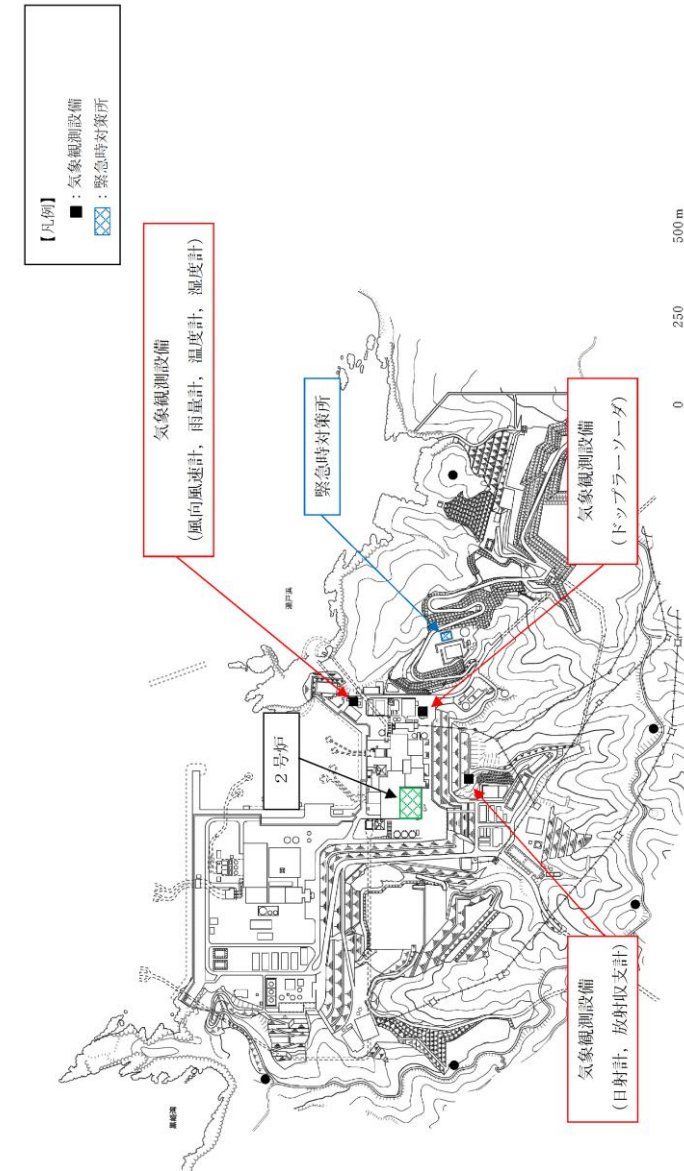 【凡例】
■：気象観測設備
：緊急時対策所
気象観測設備
（風向風速計，雨量計，温度計，湿度計）
緊急時対策所
２号炉
気象観測設備
（ドップラーソーダ）
気象観測設備
（日射計，放射収支計）
0 250 500 m